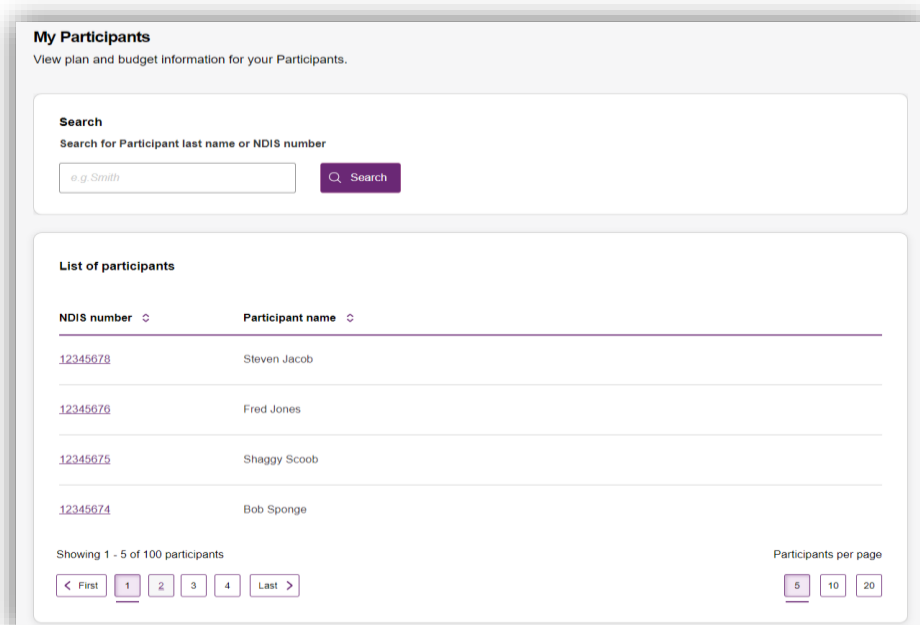 My Participants
View plan and budget information for your Participants.
Search
Search for Participant last name or NDIS number
e.g.Smith
Search
List of participants
NDIS number Participant name
12345678 Steven Jacob
12345676 Fred Jones
12345675 Shaggy Scoob
12345674 Bob Sponge
Showing 1 - 5 of 100 participants Participants per page
First 1 2 3 4 Last 5 10 20